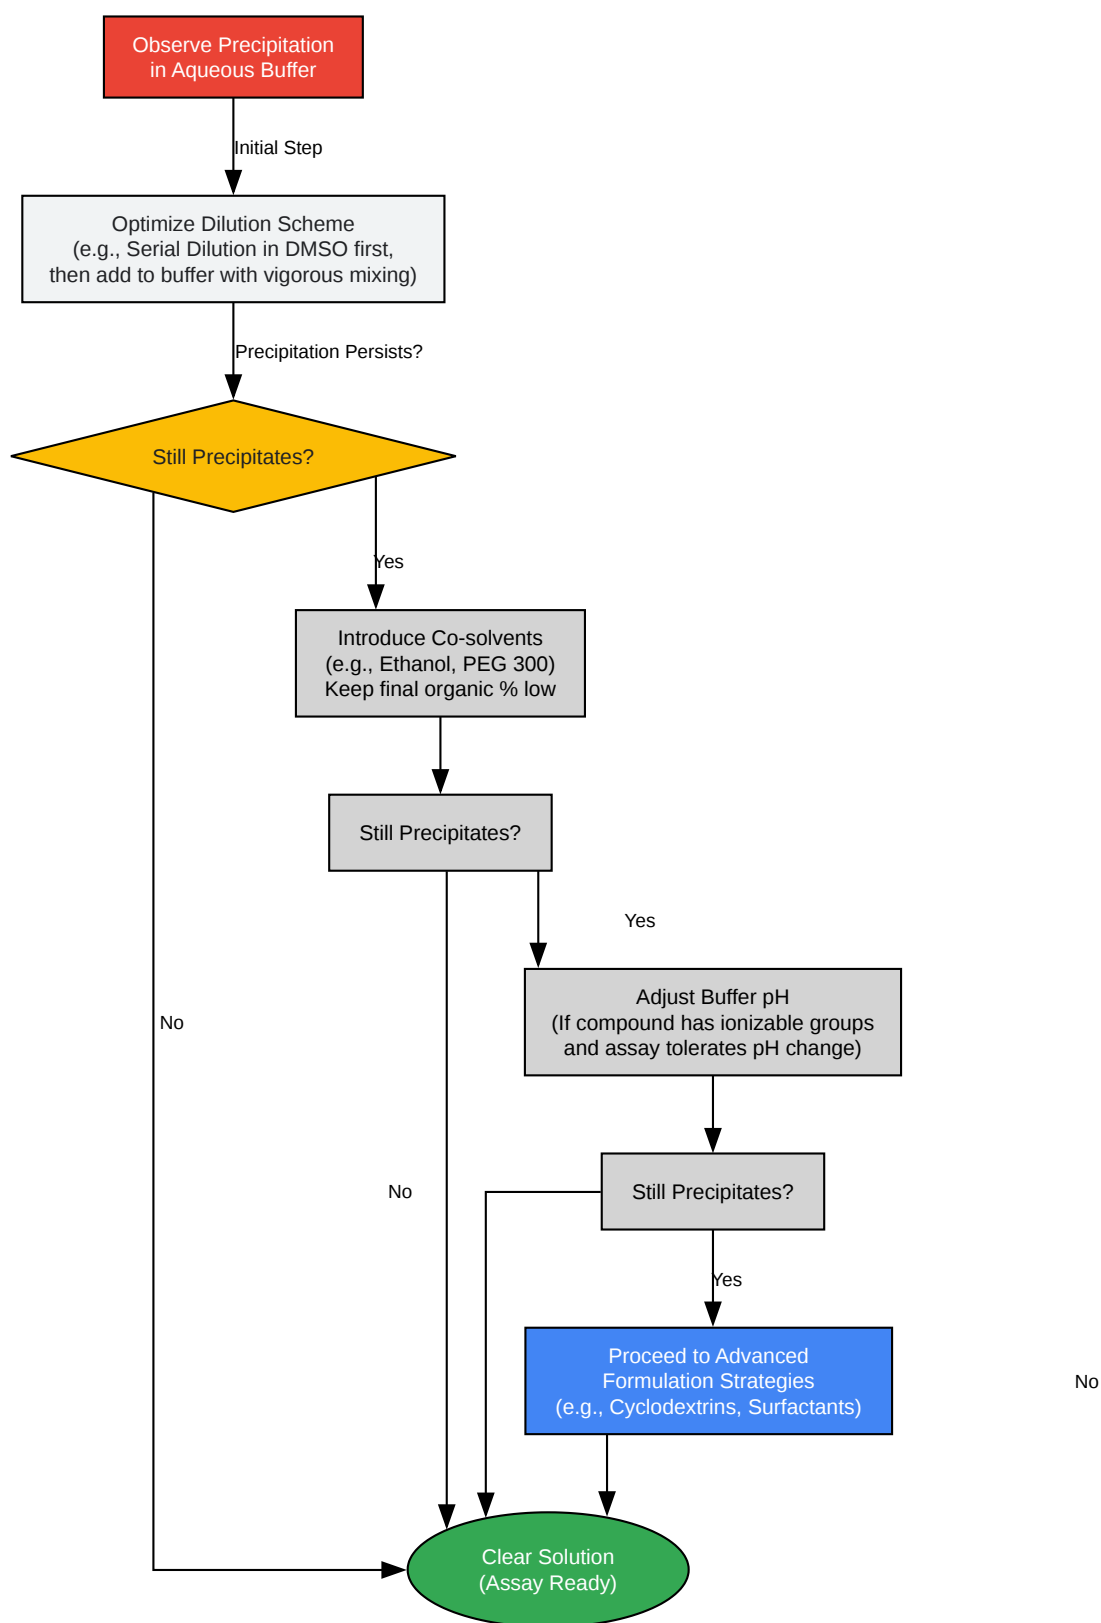 Observe Precipitation
in Aqueous Buffer
Initial Step
Optimize Dilution Scheme
(e.g., Serial Dilution in DMSO first,
then add to buffer with vigorous mixing)
Precipitation Persists?
Still Precipitates?
Yes
Introduce Co-solvents
(e.g., Ethanol, PEG 300)
Keep final organic % low
Still Precipitates?
Yes
Adjust Buffer pH
(If compound has ionizable groups
and assay tolerates pH change)
No
Still Precipitates?
No
Yes
Proceed to Advanced
Formulation Strategies
(e.g., Cyclodextrins, Surfactants)
No
Clear Solution
(Assay Ready)